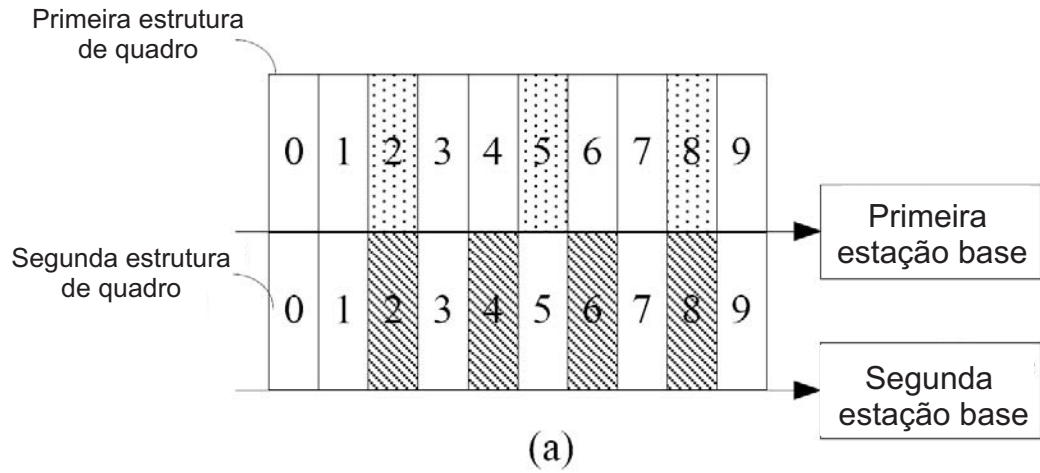 Primeira estrutura
de quadro
0 1 2 3 4 5 6 7 8 9
Primeira
estação base
Segunda estrutura
de quadro
0 1 2 3 4 5 6 7 8 9
Segunda
estação base
(a)